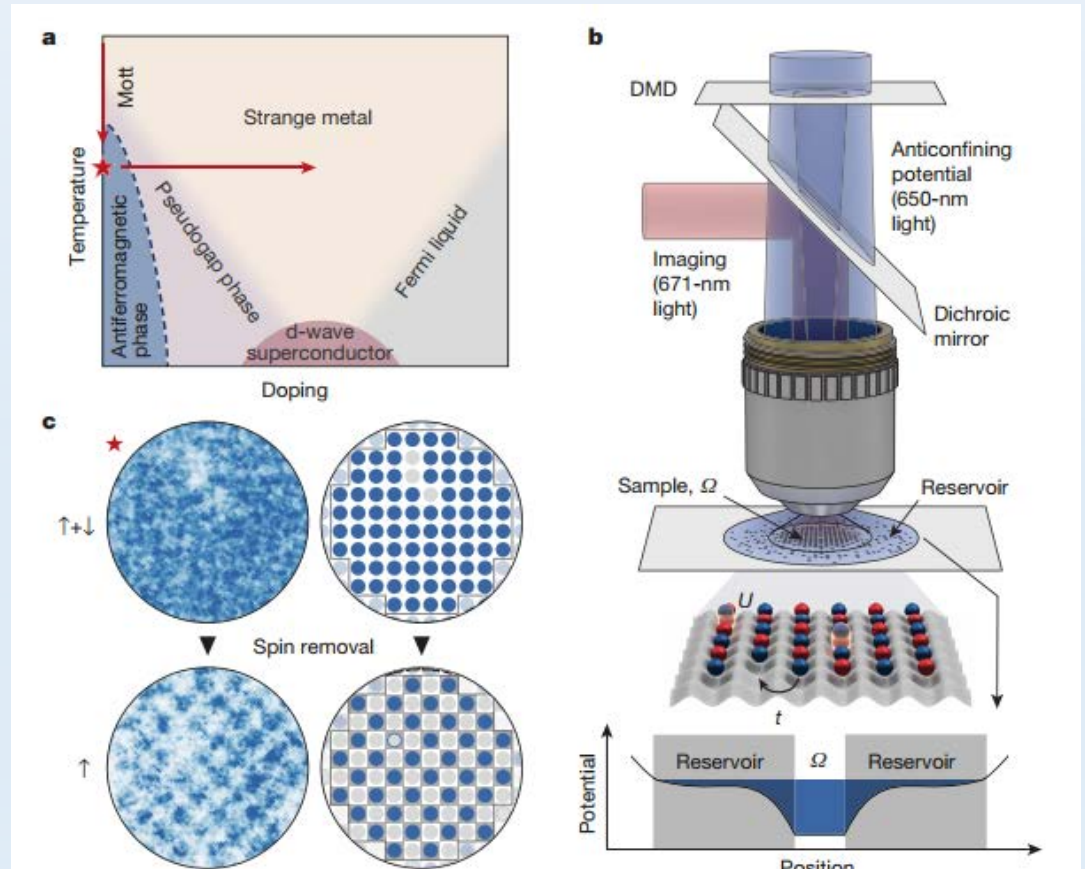 a
Mott
Strange metal
Temperature
Antiferromagnetic
phase
Pseudogap phase
Fermi liquid
d-wave
superconductor
Doping
b
DMD
Anticonfining
potential
(650-nm
light)
Imaging
(671-nm
light)
Dichroic
mirror
Sample, Ω
Reservoir
U
t
Potential
Reservoir
Ω
Reservoir
Position
c
↑+↓
Spin removal
↑